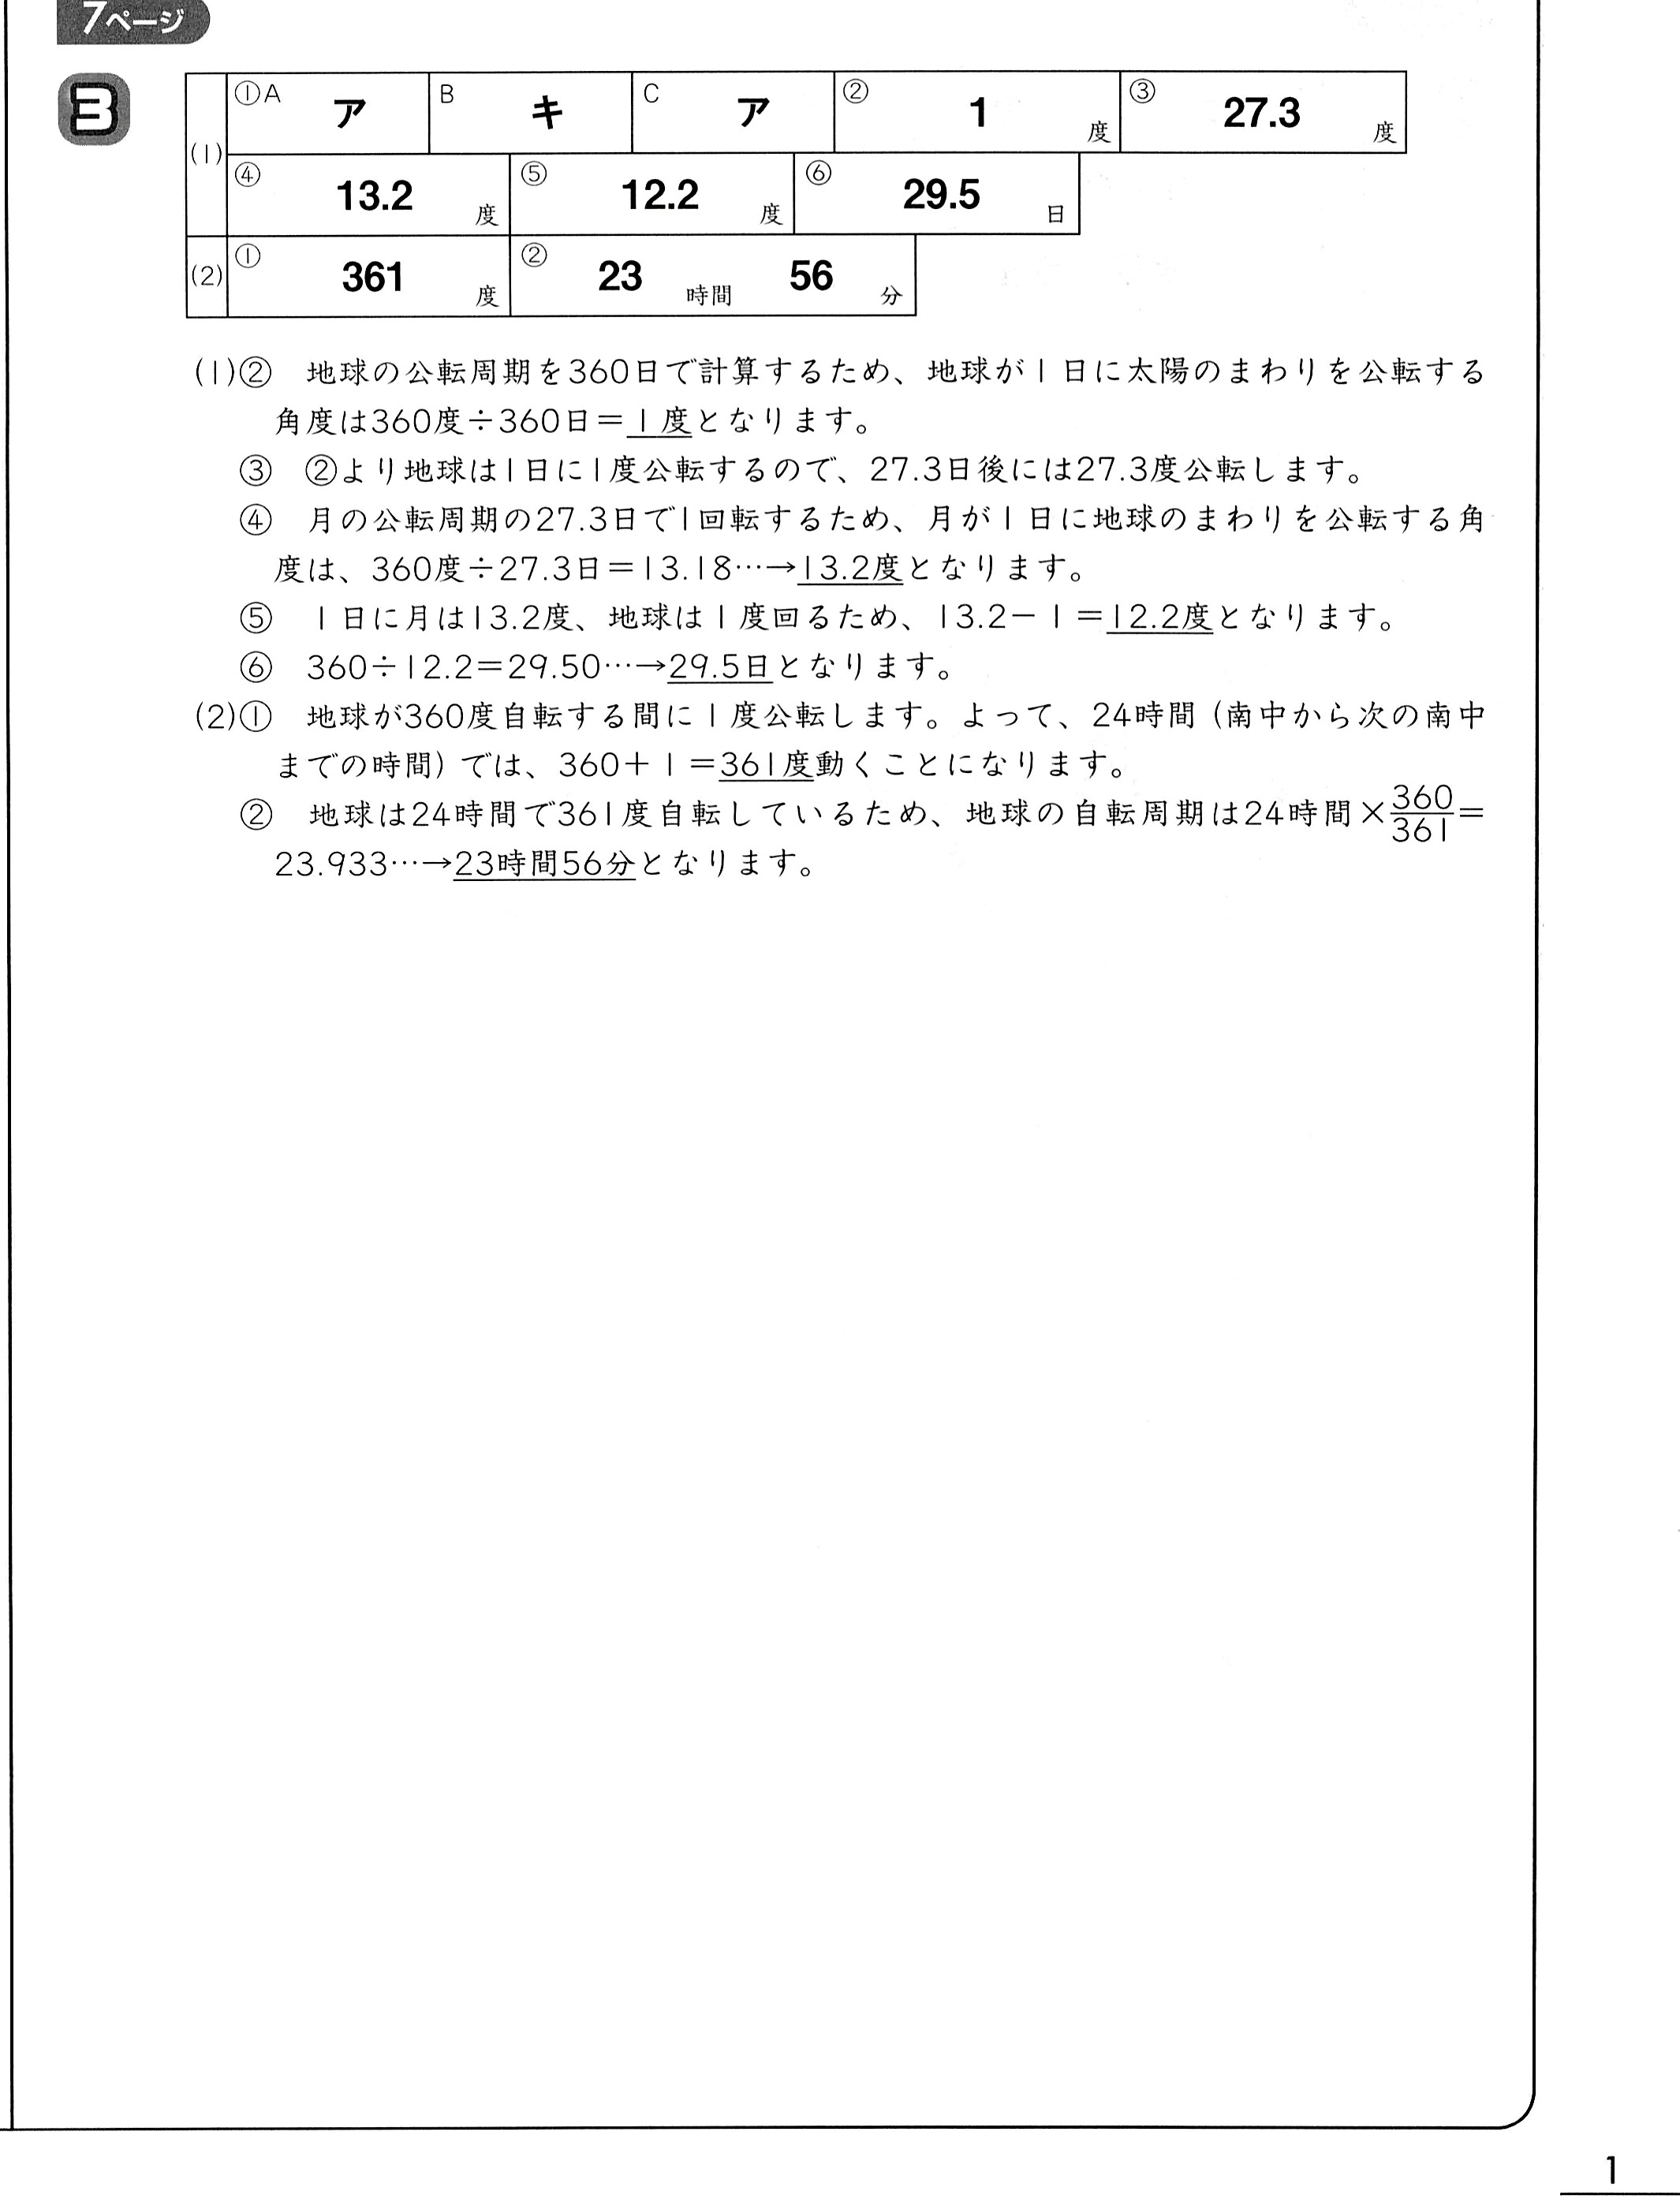 7ページ
3
(1) ①A ア B キ C ア ② 1 度 ③ 27.3 度
④ 13.2 度 ⑤ 12.2 度 ⑥ 29.5 日
(2) ① 361 度 ② 23 時間 56 分
(1)② 地球の公転周期を360日で計算するため、地球が1日に太陽のまわりを公転する
角度は360度÷360日=1度となります。
③ ②より地球は1日に1度公転するので、27.3日後には27.3度公転します。
④ 月の公転周期の27.3日で1回転するため、月が1日に地球のまわりを公転する角
度は、360度÷27.3日=13.18…→13.2度となります。
⑤ 1日に月は13.2度、地球は1度回るため、13.2-1=12.2度となります。
⑥ 360÷12.2=29.50…→29.5日となります。
(2)① 地球が360度自転する間に1度公転します。よって、24時間(南中から次の南中
までの時間)では、360+1=361度動くことになります。
② 地球は24時間で361度自転しているため、地球の自転周期は24時間×360/361=
23.933…→23時間56分となります。
1